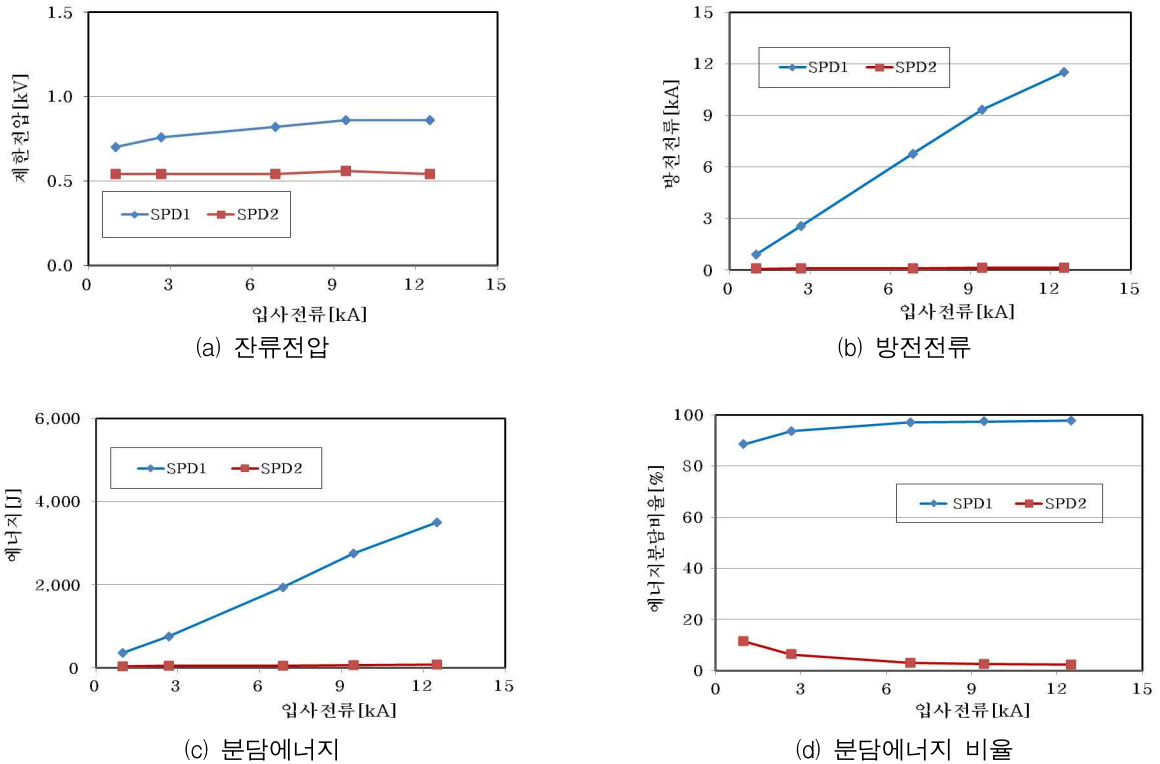 1.5
1.0
0.5
0.0
제한전압[kV]
SPD1 SPD2
0 3 6 9 12 15
입사전류[kA]
(a) 잔류전압
15
12
9
6
3
0
방전전류[kA]
SPD1 SPD2
0 3 6 9 12 15
입사전류[kA]
(b) 방전전류
6,000
4,000
2,000
0
에너지[J]
SPD1 SPD2
0 3 6 9 12 15
입사전류[kA]
(c) 분담에너지
100
80
60
40
20
0
에너지분담비율[%]
SPD1 SPD2
0 3 6 9 12 15
입사전류[kA]
(d) 분담에너지 비율